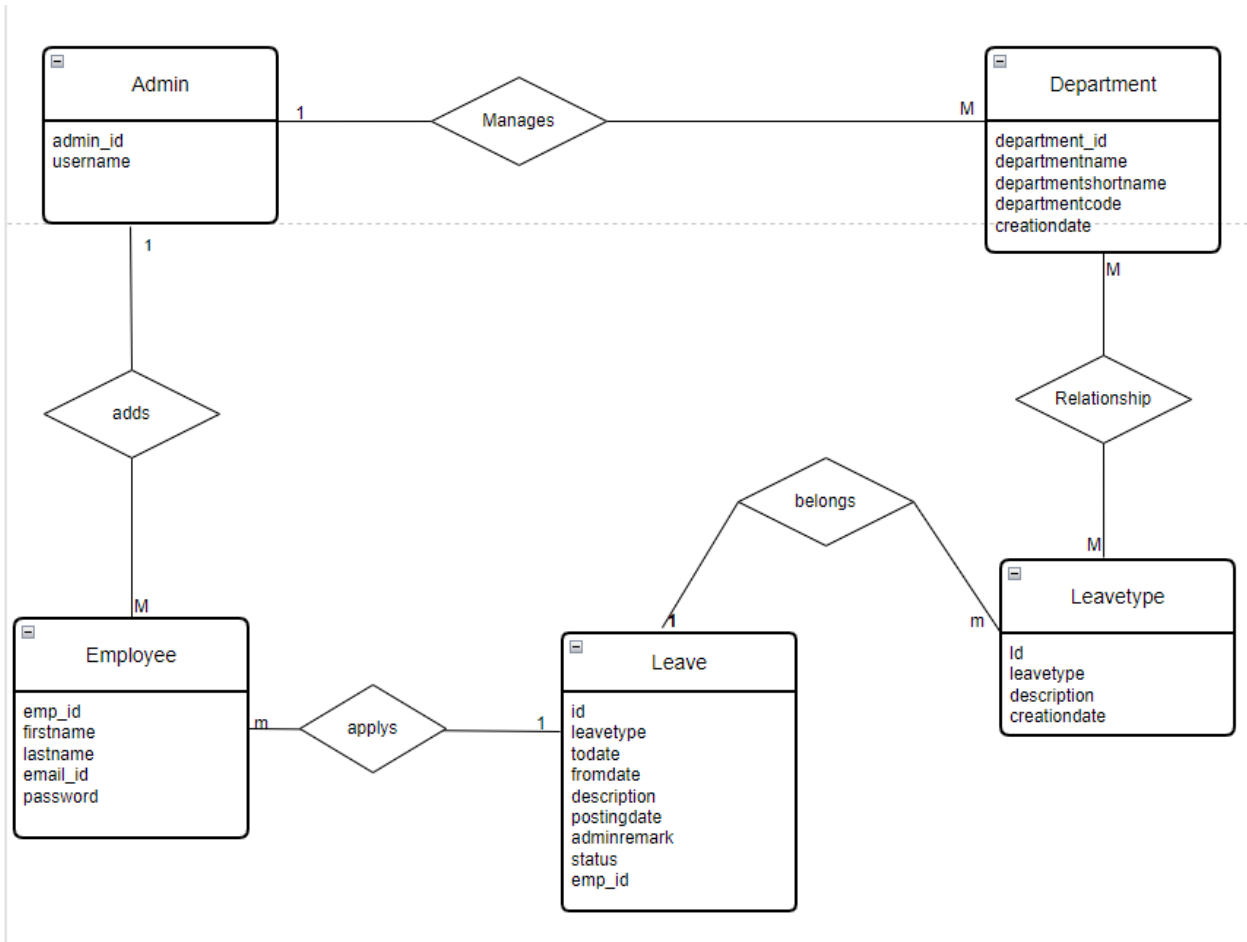 Admin
admin_id
username
1
Manages
M
Department
department_id
departmentname
departmentshortname
departmentcode
creationdate
1
adds
M
M
Relationship
M
belongs
1
m
Employee
emp_id
firstname
lastname
email_id
password
m
applys
1
Leave
id
leavetype
todate
fromdate
description
postingdate
adminremark
status
emp_id
Leavetype
Id
leavetype
description
creationdate